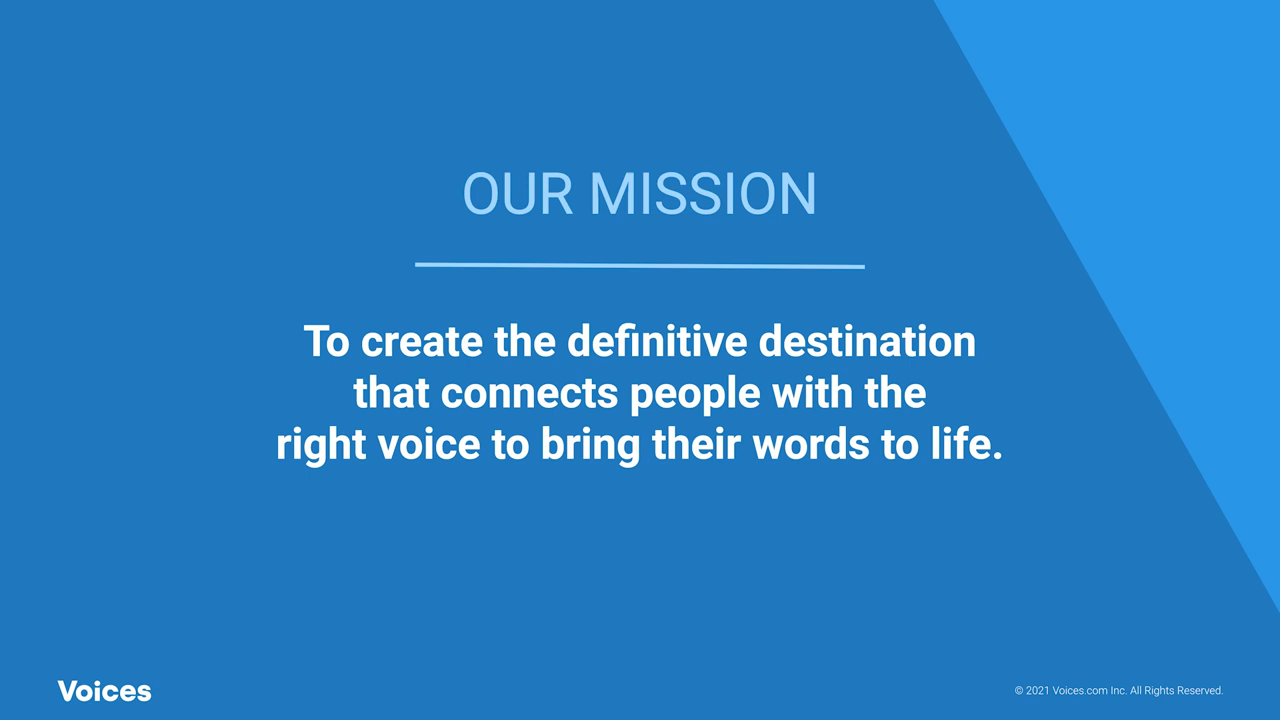 OUR MISSION
To create the definitive destination
that connects people with the
right voice to bring their words to life.
Voices
© 2021 Voices.com Inc. All Rights Reserved.